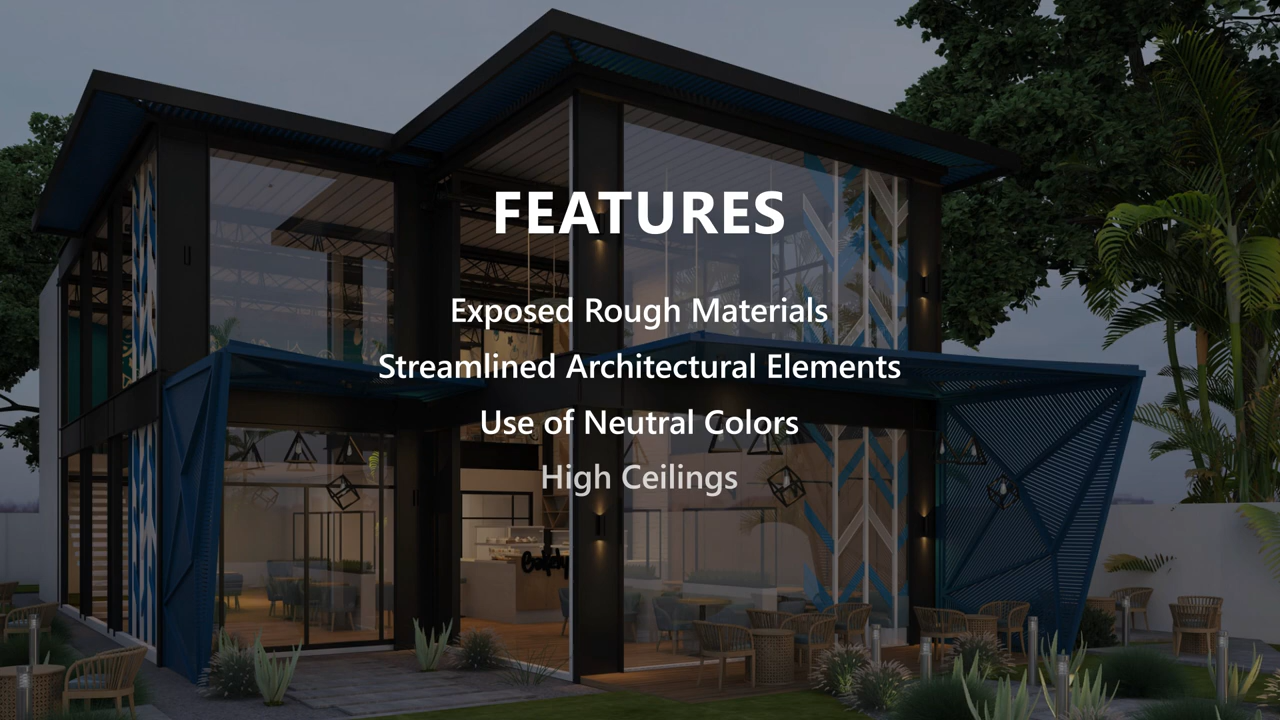 FEATURES
Exposed Rough Materials
Streamlined Architectural Elements
Use of Neutral Colors
High Ceilings